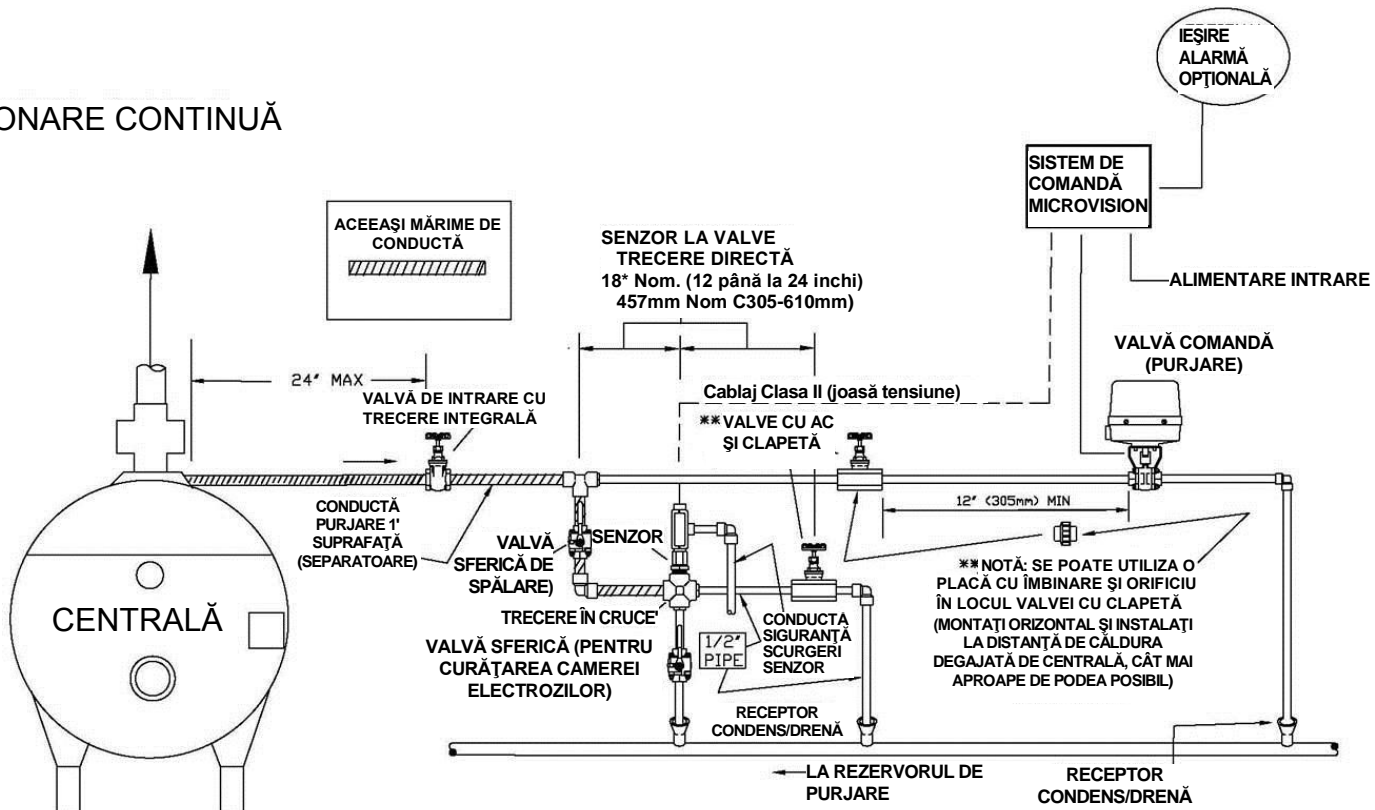 IEŞIRE
ALARMĂ
OPŢIONALĂ
ONARE CONTINUĂ
SISTEM DE
COMANDĂ
MICROVISION
ACEEAŞI MĂRIME DE
CONDUCTĂ
SENZOR LA VALVE
TRECERE DIRECTĂ
18* Nom. (12 până la 24 inchi)
457mm Nom C305-610mm)
ALIMENTARE INTRARE
VALVĂ COMANDĂ
(PURJARE)
24" MAX
VALVĂ DE INTRARE CU
TRECERE INTEGRALĂ
Cablaj Clasa II (joasă tensiune)
**VALVE CU AC
ŞI CLAPETĂ
12" (305mm) MIN
CONDUCTĂ
PURJARE 1'
SUPRAFAŢĂ
(SEPARATOARE)
VALVĂ
SFERICĂ DE
SPĂLARE)
SENZOR
**NOTĂ: SE POATE UTILIZA O
PLACĂ CU ÎMBINARE ŞI ORIFICIU
ÎN LOCUL VALVEI CU CLAPETĂ
(MONTAŢI ORIZONTAL ŞI INSTALAŢI
LA DISTANŢĂ DE CĂLDURA
DEGAJATĂ DE CENTRALĂ, CÂT MAI
APROAPE DE PODEA POSIBIL)
CENTRALĂ
TRECERE ÎN CRUCE'
VALVĂ SFERICĂ (PENTRU
CURĂŢAREA CAMEREI
ELECTROZILOR)
1/2"
PIPE
CONDUCTA
SIGURANŢĂ
SCURGERI
SENZOR
RECEPTOR
CONDENS/DRENĂ
LA REZERVORUL DE
PURJARE
RECEPTOR
CONDENS/DRENĂ